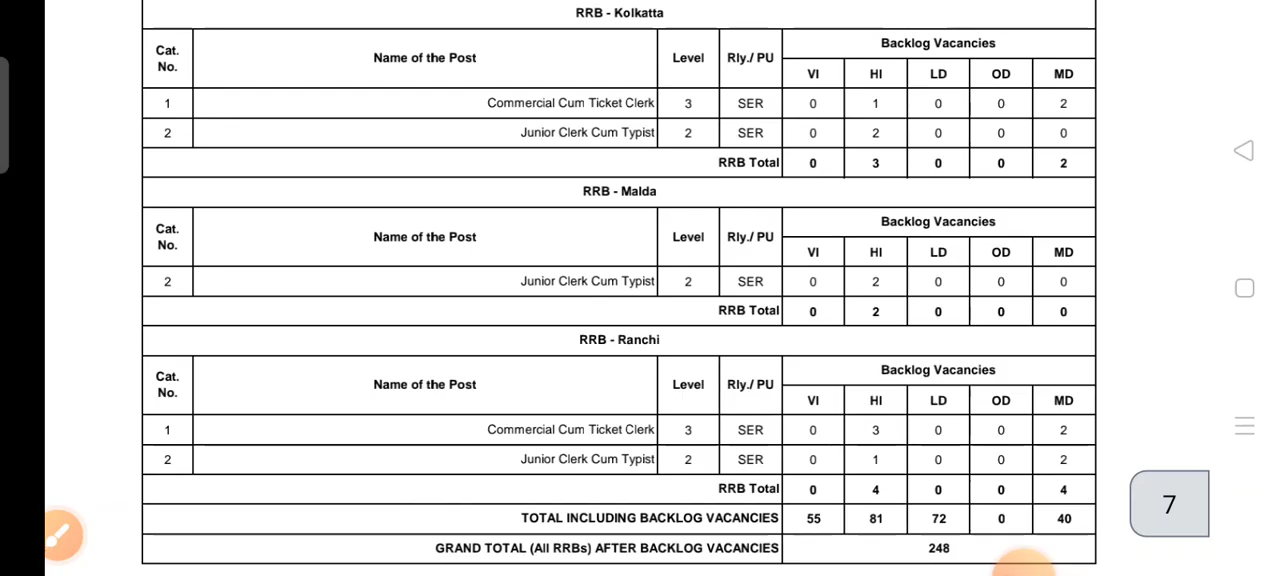 RRB - Kolkatta
Cat. No. Name of the Post Level Rly./ PU Backlog Vacancies
VI HI LD OD MD
1 Commercial Cum Ticket Clerk 3 SER 0 1 0 0 2
2 Junior Clerk Cum Typist 2 SER 0 2 0 0 0
RRB Total 0 3 0 0 2
RRB - Malda
Cat. No. Name of the Post Level Rly./ PU Backlog Vacancies
VI HI LD OD MD
2 Junior Clerk Cum Typist 2 SER 0 2 0 0 0
RRB Total 0 2 0 0 0
RRB - Ranchi
Cat. No. Name of the Post Level Rly./ PU Backlog Vacancies
VI HI LD OD MD
1 Commercial Cum Ticket Clerk 3 SER 0 3 0 0 2
2 Junior Clerk Cum Typist 2 SER 0 1 0 0 2
RRB Total 0 4 0 0 4
TOTAL INCLUDING BACKLOG VACANCIES 55 81 72 0 40
GRAND TOTAL (All RRBs) AFTER BACKLOG VACANCIES 248
7